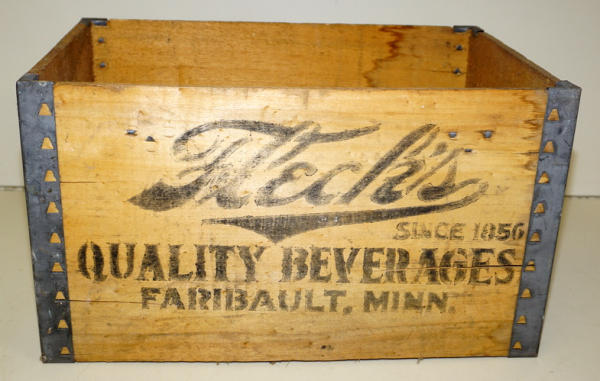 Fleck's
SINCE 1856
QUALITY BEVERAGES
FARIBAULT, MINN.